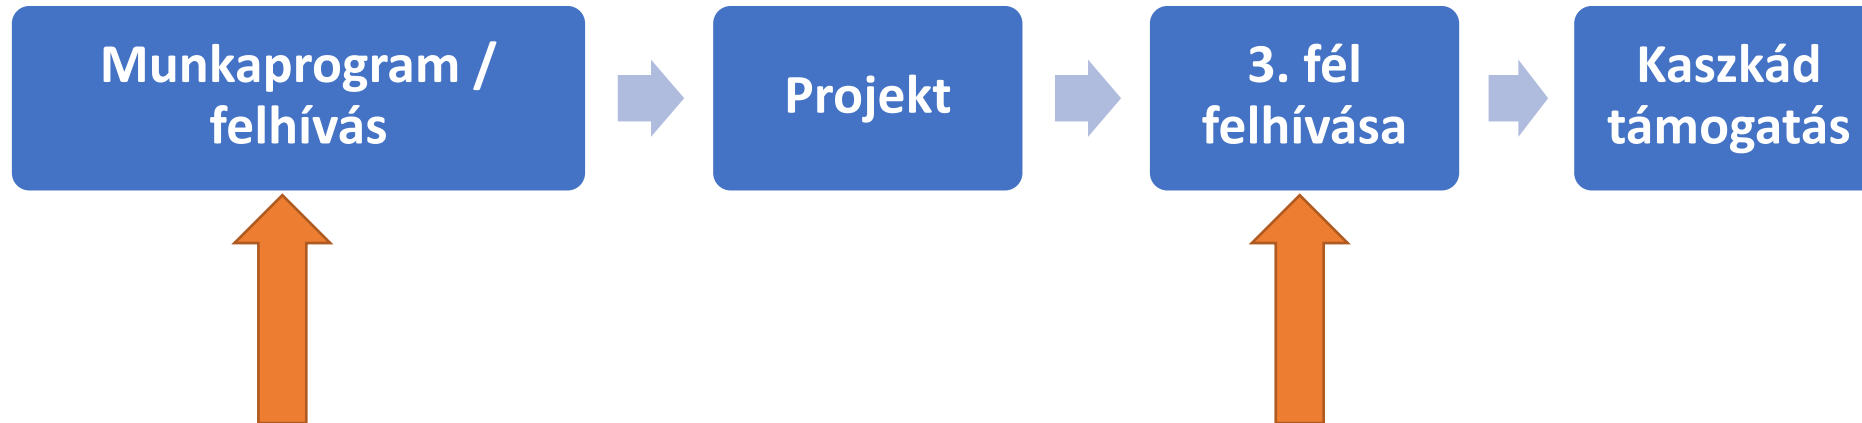 Munkaprogram /
felhívás
Projekt
3. fél
felhívása
Kaszkád
támogatás